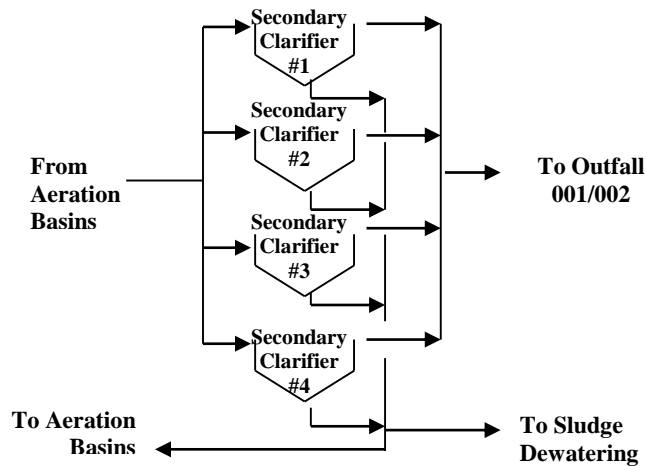 Secondary
Clarifier
#1
Secondary
Clarifier
#2
From
Aeration
Basins
To Outfall
001/002
Secondary
Clarifier
#3
Secondary
Clarifier
#4
To Aeration
Basins
To Sludge
Dewatering